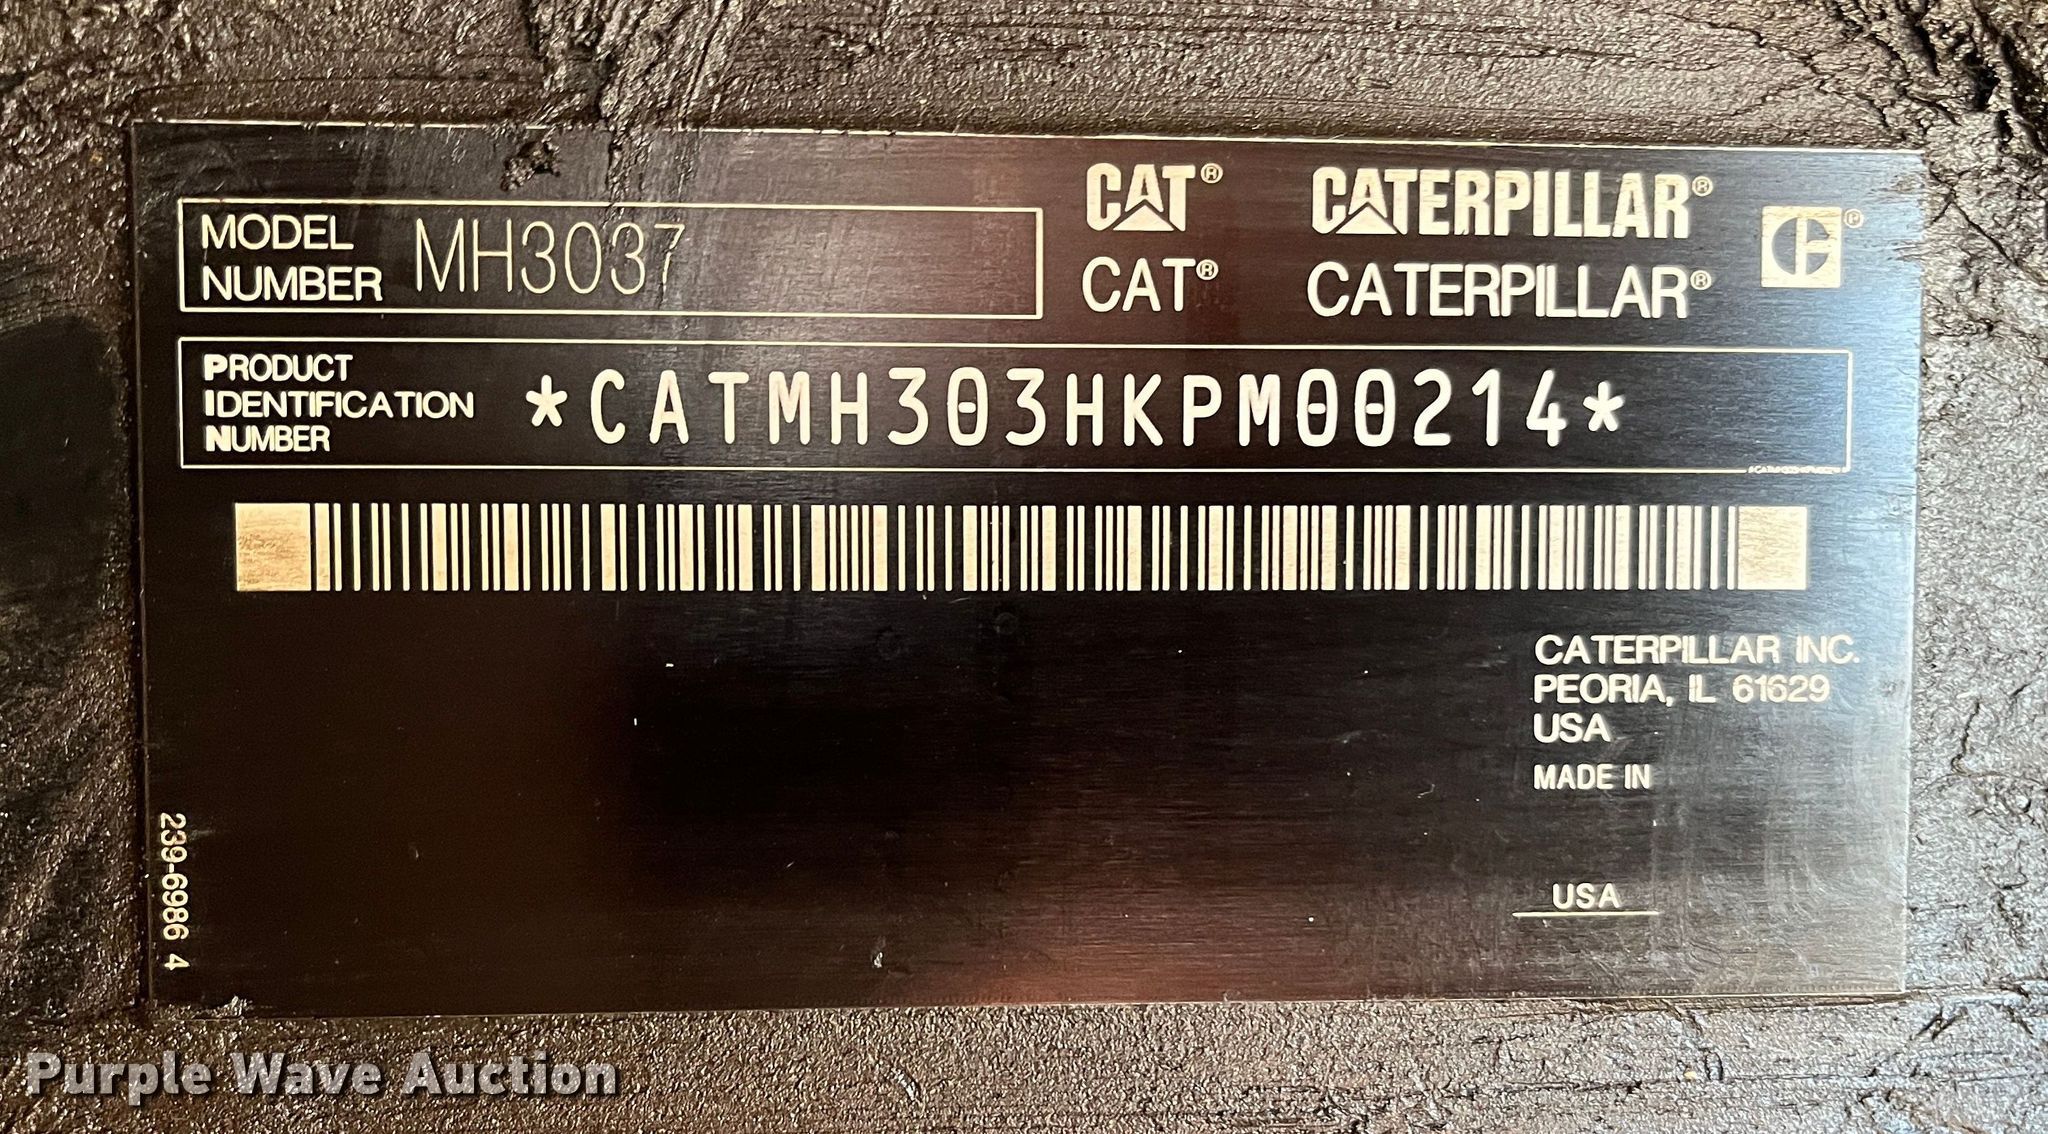 MODEL NUMBER MH3037
CAT® CATERPILLAR®
CAT® CATERPILLAR®
PRODUCT
IDENTIFICATION
NUMBER
*CATMH303HKPM00214*
CATERPILLAR INC.
PEORIA, IL 61629
USA
MADE IN
USA
239-6986 4
Purple Wave Auction